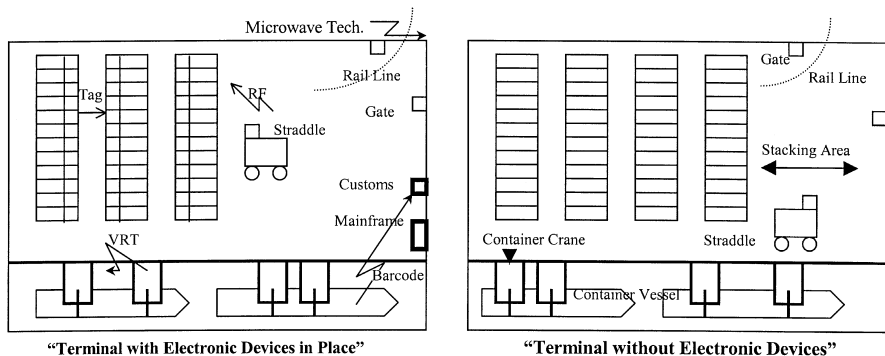 Microwave Tech.
Rail Line
Tag
RF
Gate
Straddle
Customs
Mainframe
VRT
Barcode
"Terminal with Electronic Devices in Place"
Gate
Rail Line
Stacking Area
Container Crane
Straddle
Container Vessel
"Terminal without Electronic Devices"